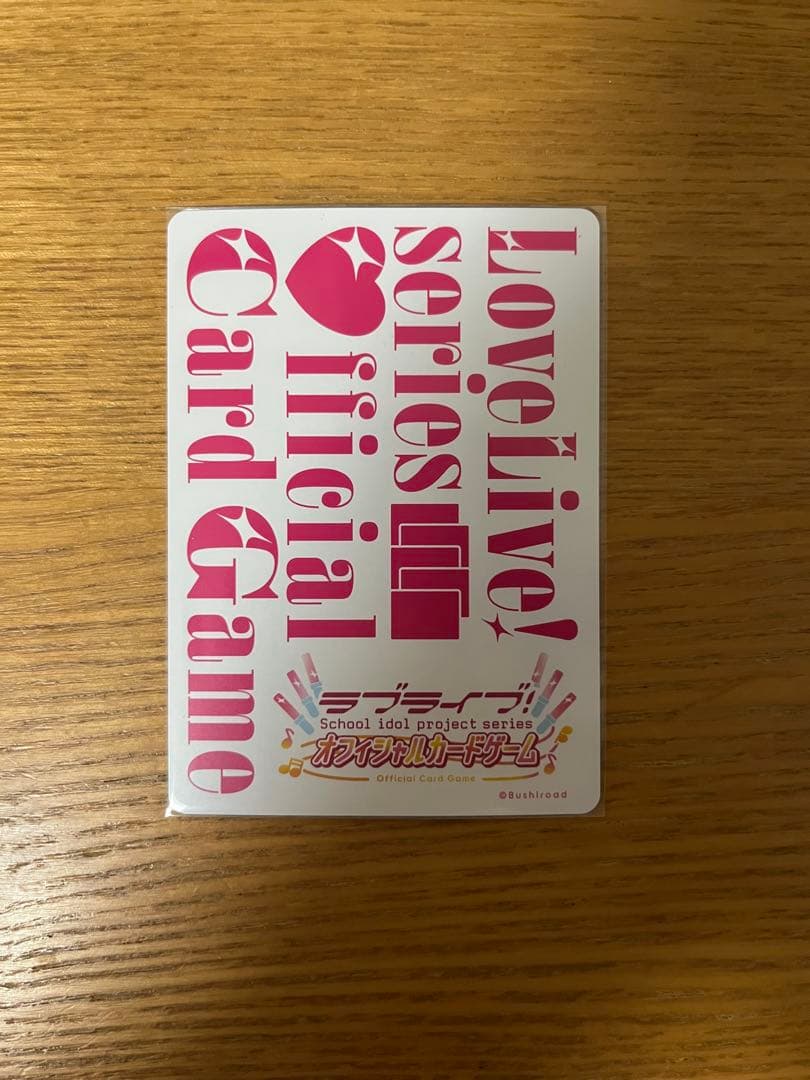 LoveLive!
series
Official
Card Game
ラブライブ!
School idol project series
オフィシャルカードゲーム
Official Card Game
©Bushiroad